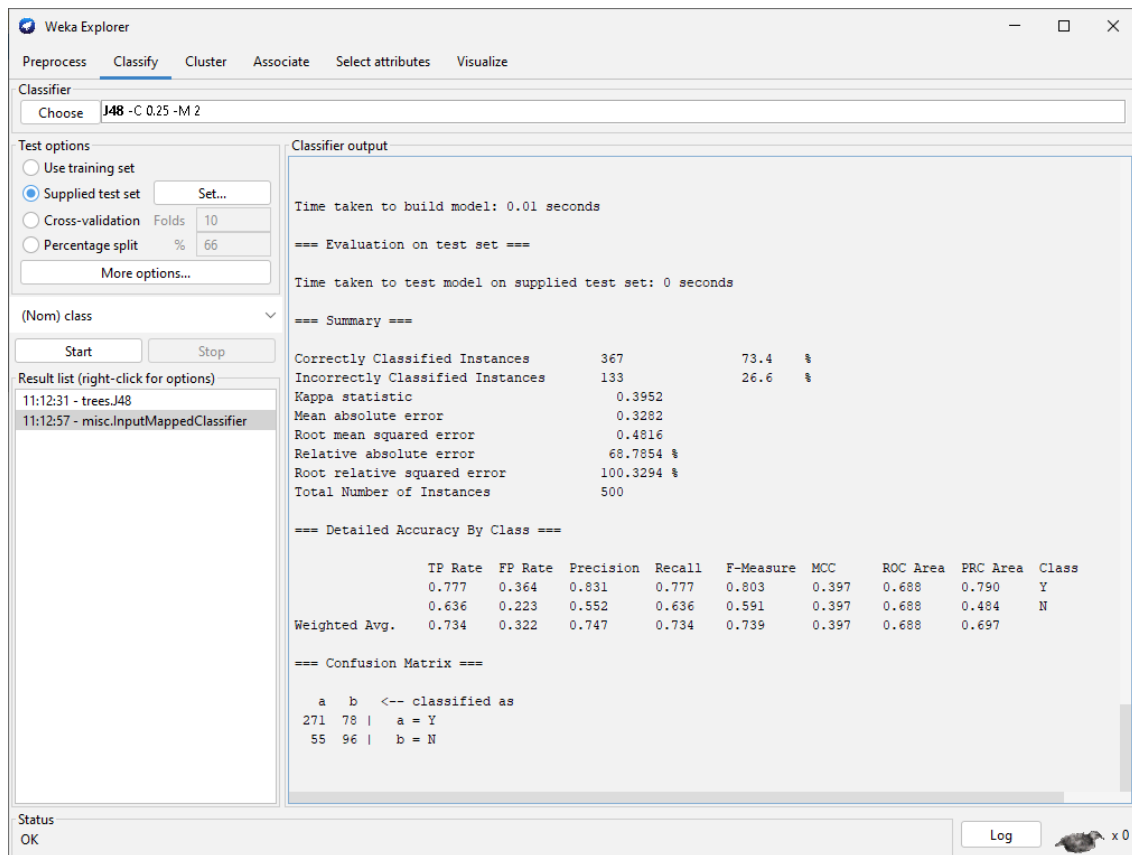 Weka Explorer
Preprocess Classify Cluster Associate Select attributes Visualize
Classifier
Choose J48 -C 0.25 -M 2
Test options
Use training set
Supplied test set Set...
Cross-validation Folds 10
Percentage split % 66
More options...
(Nom) class
Start Stop
Result list (right-click for options)
11:12:31 - trees.J48
11:12:57 - misc.InputMappedClassifier
Classifier output
Time taken to build model: 0.01 seconds
=== Evaluation on test set ===
Time taken to test model on supplied test set: 0 seconds
=== Summary ===
Correctly Classified Instances 367 73.4 %
Incorrectly Classified Instances 133 26.6 %
Kappa statistic 0.3952
Mean absolute error 0.3282
Root mean squared error 0.4816
Relative absolute error 68.7854 %
Root relative squared error 100.3294 %
Total Number of Instances 500
=== Detailed Accuracy By Class ===
TP Rate FP Rate Precision Recall F-Measure MCC ROC Area PRC Area Class
0.777 0.364 0.831 0.777 0.803 0.397 0.688 0.790 Y
0.636 0.223 0.552 0.636 0.591 0.397 0.688 0.484 N
Weighted Avg. 0.734 0.322 0.747 0.734 0.739 0.397 0.688 0.697
=== Confusion Matrix ===
a b <-- classified as
271 78 | a = Y
55 96 | b = N
Status
OK
Log x 0